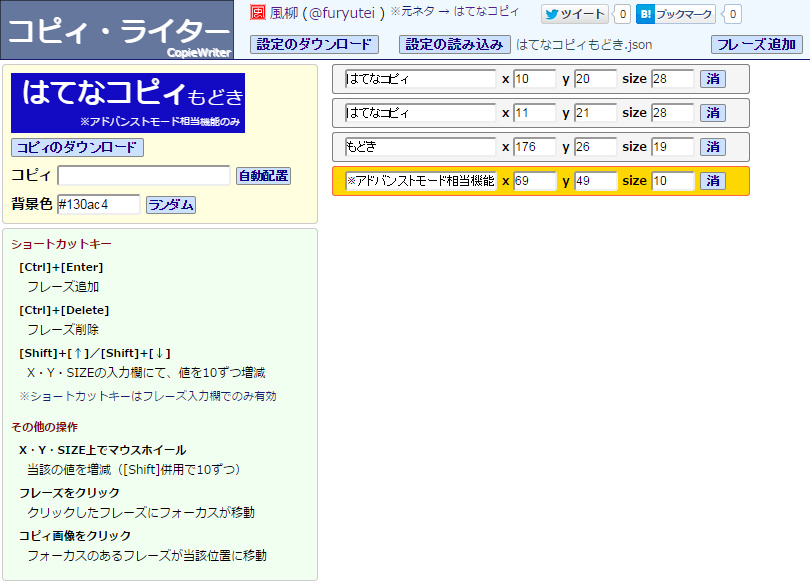 コピィ・ライター
CopieWriter
風柳 ( @furyutei ) ※元ネタ → はてなコピィ ツイート 0 B! ブックマーク 0
設定のダウンロード 設定の読み込み はてなコピィもどき.json フレーズ追加
はてなコピィもどき
※アドバンストモード相当機能のみ
コピィのダウンロード
コピィ 自動配置
背景色 #130ac4 ランダム
はてなコピィ x 10 y 20 size 28 消
はてなコピィ x 11 y 21 size 28 消
もどき x 176 y 26 size 19 消
※アドバンストモード相当機能 x 69 y 49 size 10 消
ショートカットキー
[Ctrl]+[Enter]
フレーズ追加
[Ctrl]+[Delete]
フレーズ削除
[Shift]+[↑]／[Shift]+[↓]
X・Y・SIZEの入力欄にて、値を10ずつ増減
※ショートカットキーはフレーズ入力欄でのみ有効
その他の操作
X・Y・SIZE上でマウスホイール
当該の値を増減（[Shift]併用で10ずつ）
フレーズをクリック
クリックしたフレーズにフォーカスが移動
コピィ画像をクリック
フォーカスのあるフレーズが当該位置に移動